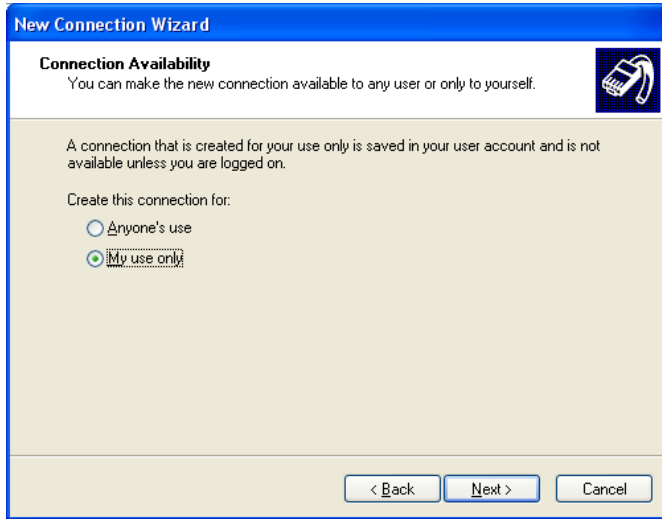 New Connection Wizard
Connection Availability
You can make the new connection available to any user or only to yourself.
A connection that is created for your use only is saved in your user account and is not
available unless you are logged on.
Create this connection for:
Anyone's use
My use only
< Back
Next >
Cancel